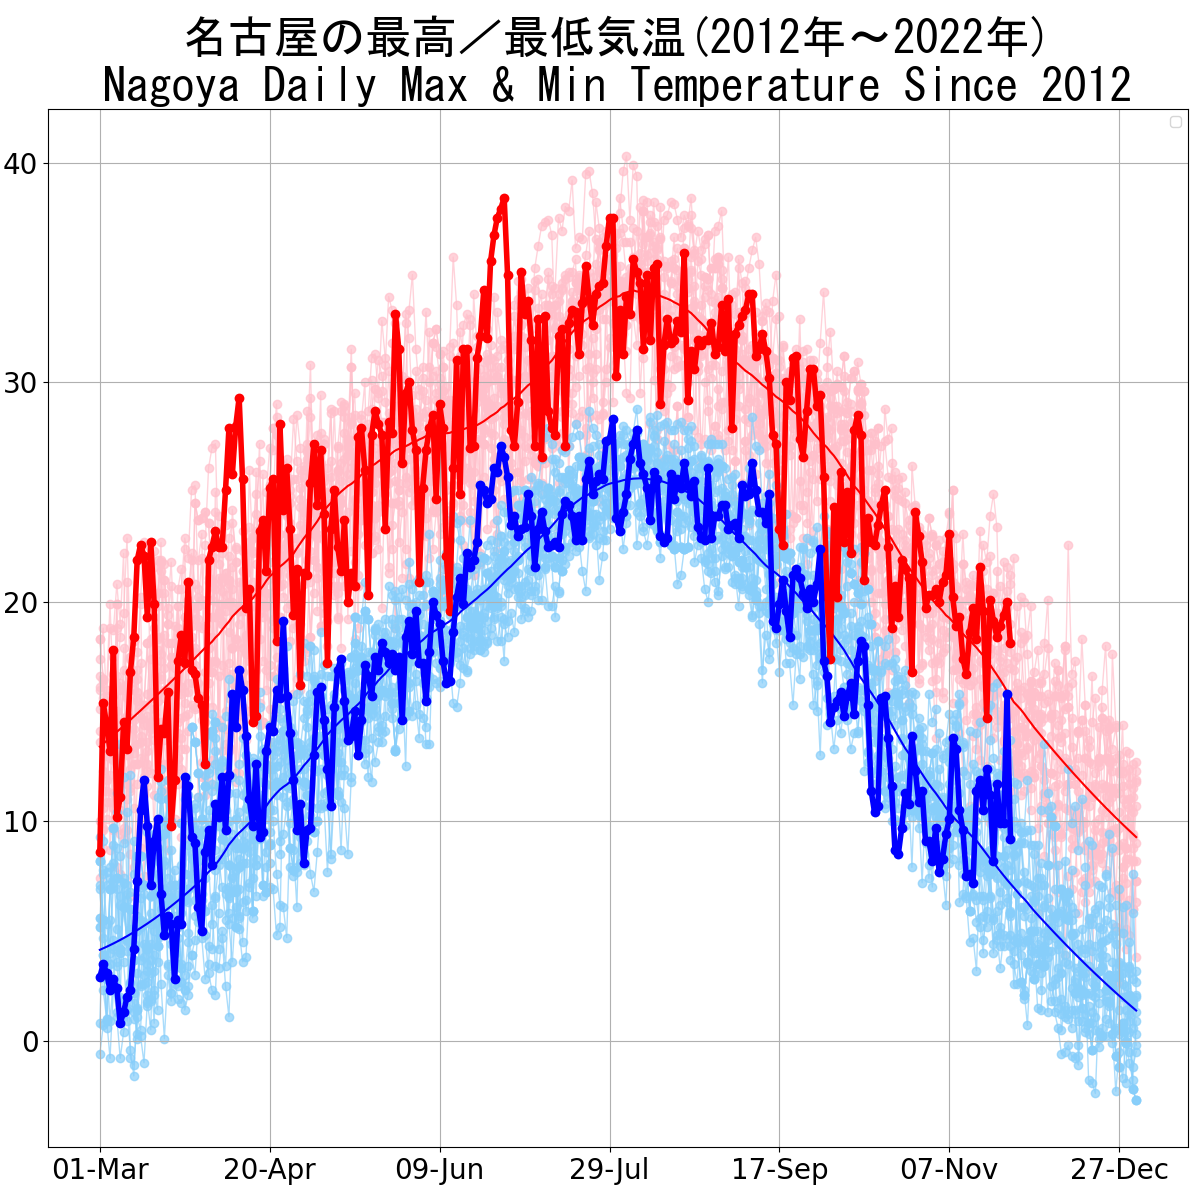 名古屋の最高／最低気温(2012年～2022年)
Nagoya Daily Max & Min Temperature Since 2012
40
30
20
10
0
01-Mar 20-Apr 09-Jun 29-Jul 17-Sep 07-Nov 27-Dec